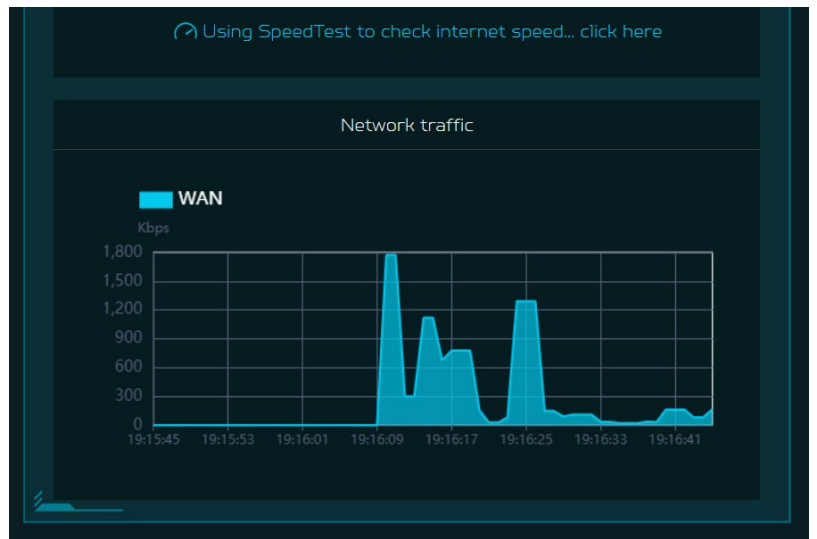 Using SpeedTest to check internet speed... click here
Network traffic
WAN
Kbps
1,800
1,500
1,200
900
600
300
0
19:15:45 19:15:53 19:16:01 19:16:09 19:16:17 19:16:25 19:16:33 19:16:41